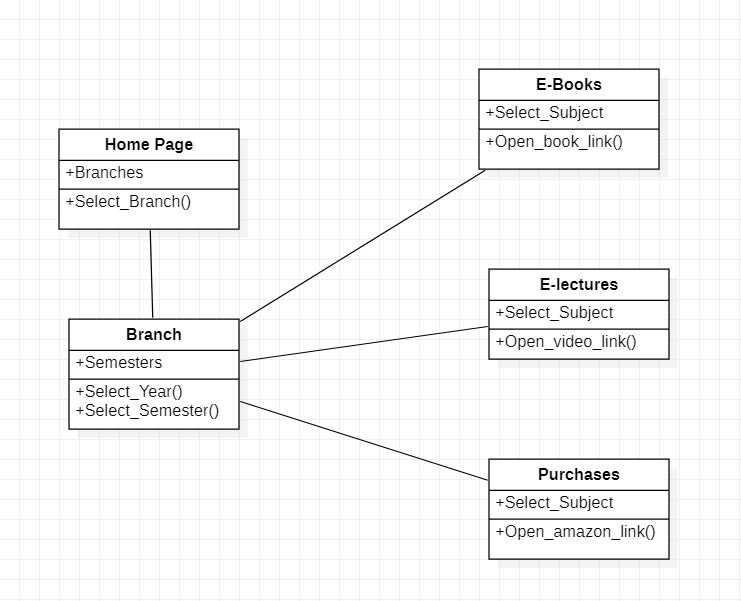 Home Page
+Branches
+Select_Branch()
Branch
+Semesters
+Select_Year()
+Select_Semester()
E-Books
+Select_Subject
+Open_book_link()
E-lectures
+Select_Subject
+Open_video_link()
Purchases
+Select_Subject
+Open_amazon_link()